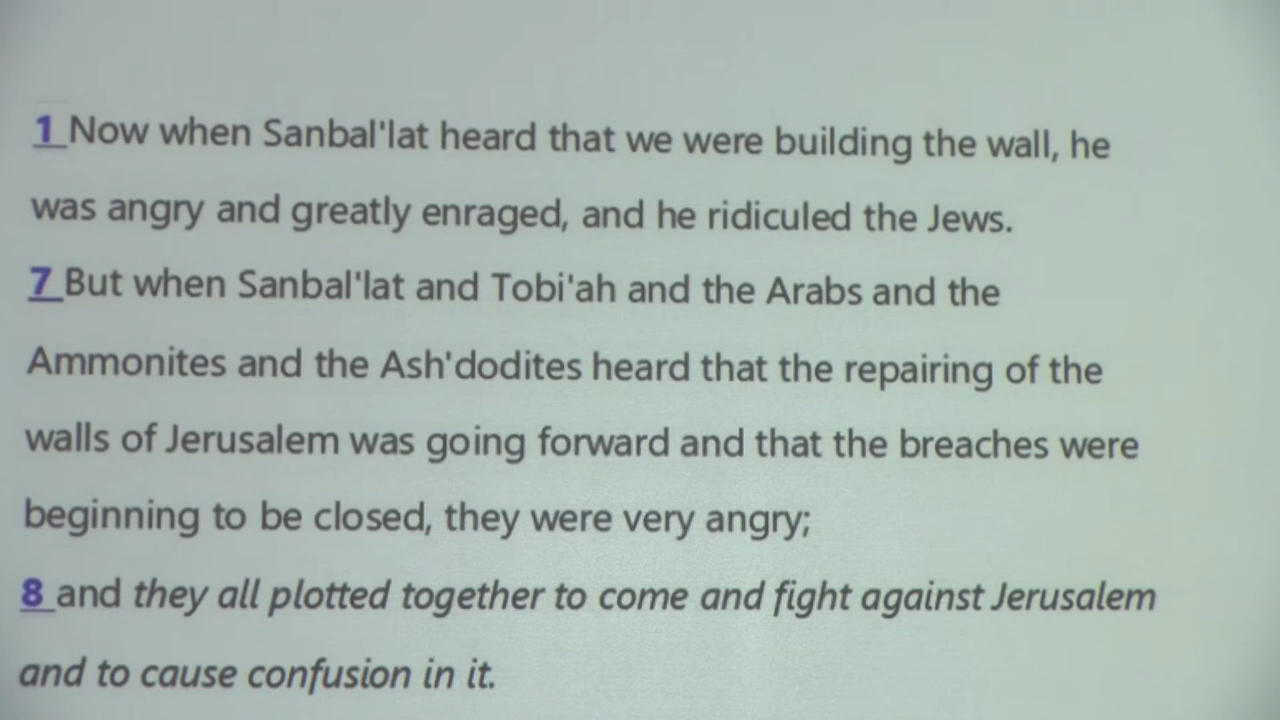 1 Now when Sanbal'lat heard that we were building the wall, he
was angry and greatly enraged, and he ridiculed the Jews.
7 But when Sanbal'lat and Tobi'ah and the Arabs and the
Ammonites and the Ash'dodites heard that the repairing of the
walls of Jerusalem was going forward and that the breaches were
beginning to be closed, they were very angry;
8 and they all plotted together to come and fight against Jerusalem
and to cause confusion in it.